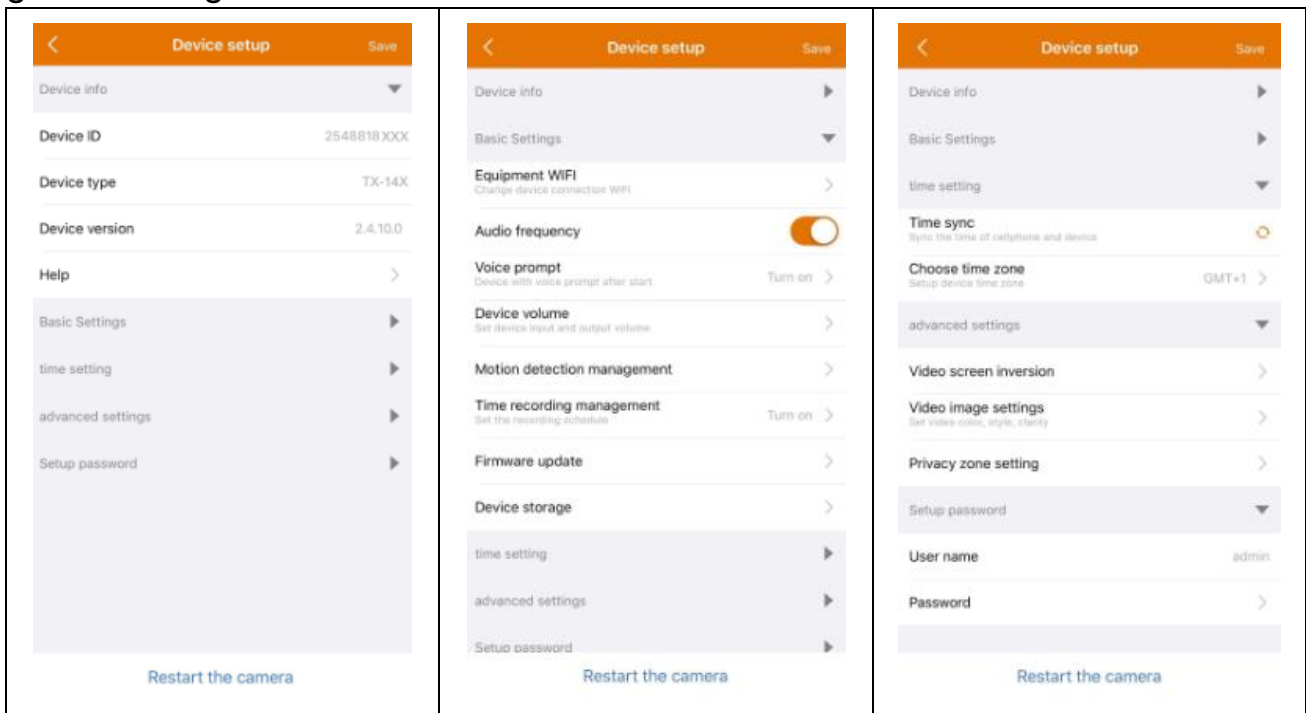 Device setup Save
Device info
Device ID 2548818XXX
Device type TX-14X
Device version 2.4.10.0
Help
Basic Settings
time setting
advanced settings
Setup password
Restart the camera
Device setup Save
Device info
Basic Settings
Equipment WIFI
Change device connection WIFI
Audio frequency
Voice prompt
Device with voice prompt after start
Turn on
Device volume
Set device input and output volume
Motion detection management
Time recording management
Set the recording schedule
Turn on
Firmware update
Device storage
time setting
advanced settings
Setup password
Restart the camera
Device setup Save
Device info
Basic Settings
time setting
Time sync
Sync the time of cellphone and device
Choose time zone
Setup device time zone
GMT+1
advanced settings
Video screen inversion
Video image settings
Set video color, style, clarity
Privacy zone setting
Setup password
User name admin
Password
Restart the camera